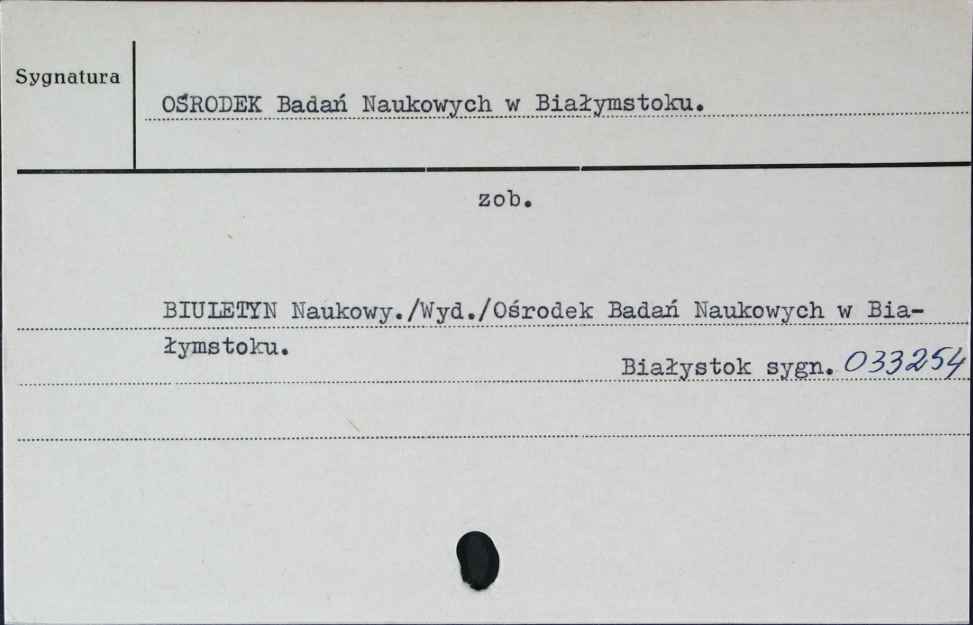 Sygnatura
OŚRODEK Badań Naukowych w Białymstoku.
zob.
BIULETYN Naukowy./Wyd./Ośrodek Badań Naukowych w Bia-
łymstoku.
Białystok sygn. 033254